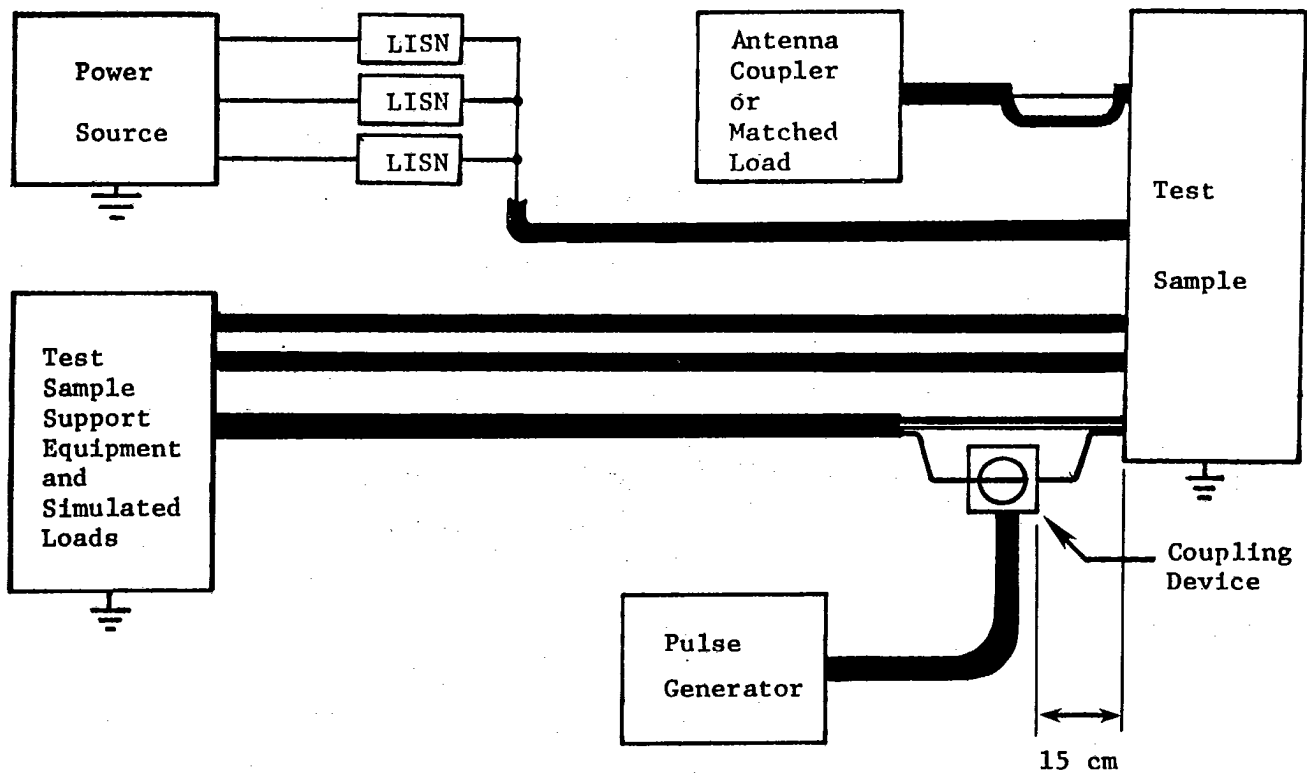 Power
Source
LISN
LISN
LISN
Antenna
Coupler
or
Matched
Load
Test
Sample
Test
Sample
Support
Equipment
and
Simulated
Loads
Coupling
Device
Pulse
Generator
15 cm